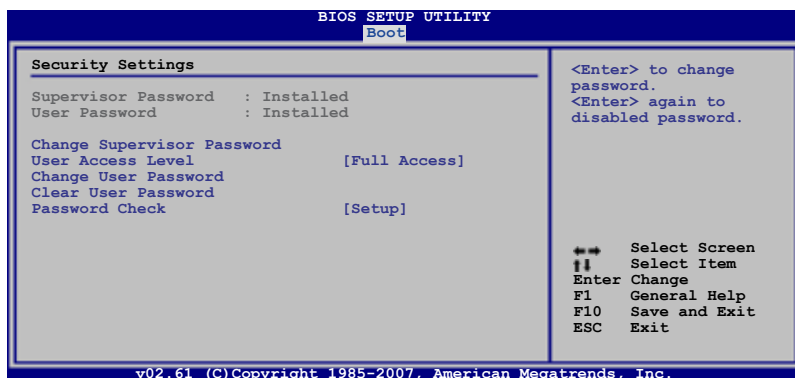 BIOS SETUP UTILITY
Boot
Security Settings
Supervisor Password : Installed
User Password : Installed
Change Supervisor Password
User Access Level [Full Access]
Change User Password
Clear User Password
Password Check [Setup]
<Enter> to change
password.
<Enter> again to
disabled password.
←→ Select Screen
↑↓ Select Item
Enter Change
F1 General Help
F10 Save and Exit
ESC Exit
v02.61 (C)Copyright 1985-2007, American Megatrends, Inc.